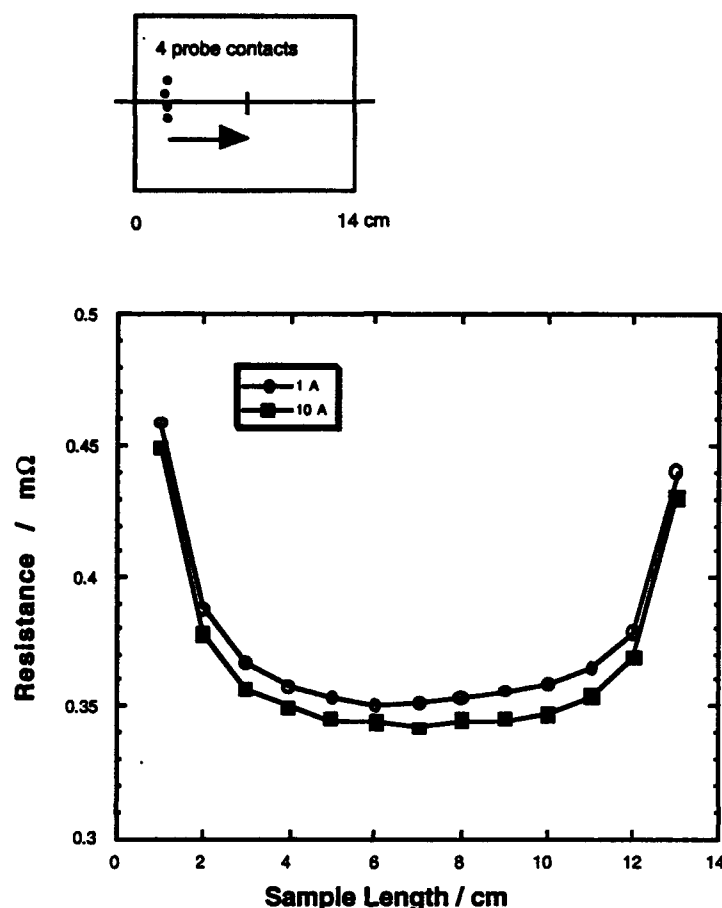 4 probe contacts
0 14 cm
0.5
0.45
0.4
0.35
0.3
Resistance / mΩ
1 A
10 A
0 2 4 6 8 10 12 14
Sample Length / cm